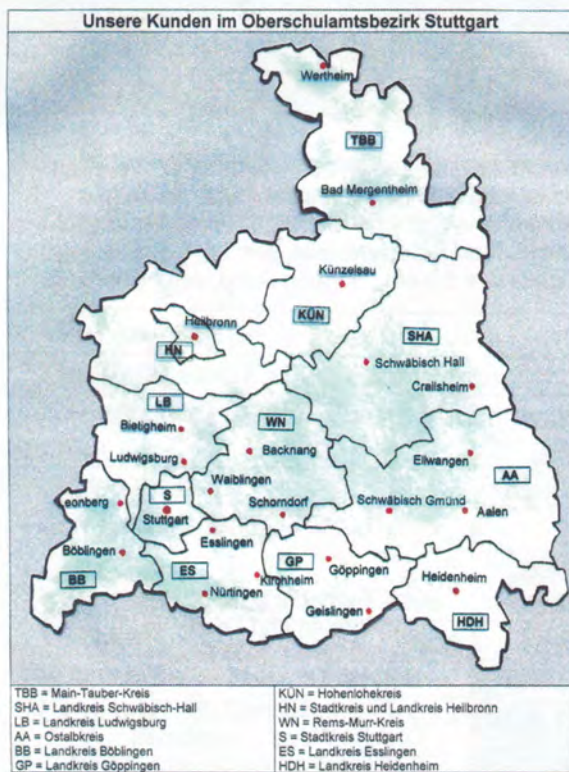 Unsere Kunden im Oberschulamtsbezirk Stuttgart
Wertheim
TBB
Bad Mergentheim
Künzelsau
KÜN
Heilbronn
HN
SHA
Schwäbisch Hall
Crailsheim
LB
Bietigheim
WN
Backnang
Ludwigsburg
Ellwangen
AA
Waiblingen
Leonberg
S
Stuttgart
Schorndorf
Schwäbisch Gmünd
Aalen
Esslingen
Böblingen
BB
ES
Nürtingen
Kirchheim
GP
Göppingen
Geislingen
Heidenheim
HDH
TBB = Main-Tauber-Kreis
SHA = Landkreis Schwäbisch-Hall
LB = Landkreis Ludwigsburg
AA = Ostalbkreis
BB = Landkreis Böblingen
GP = Landkreis Göppingen
KÜN = Hohenlohekreis
HN = Stadtkreis und Landkreis Heilbronn
WN = Rems-Murr-Kreis
S = Stadtkreis Stuttgart
ES = Landkreis Esslingen
HDH = Landkreis Heidenheim